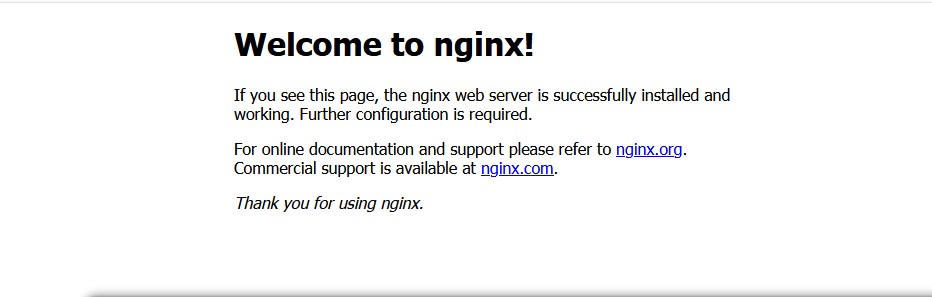 Welcome to nginx!
If you see this page, the nginx web server is successfully installed and
working. Further configuration is required.
For online documentation and support please refer to nginx.org.
Commercial support is available at nginx.com.
Thank you for using nginx.